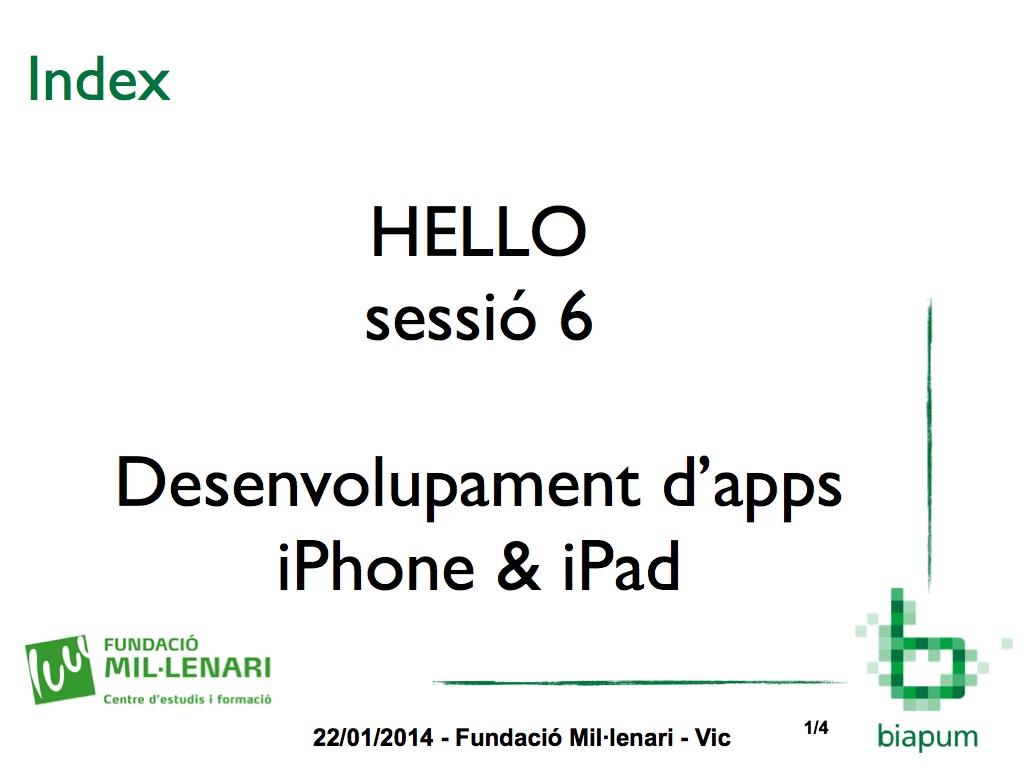 Index
HELLO
sessió 6
Desenvolupament d’apps
iPhone & iPad
FUNDACIÓ
MIL·LENARI
Centre d'estudis i formació
22/01/2014 - Fundació Mil·lenari - Vic
1/4
biapum